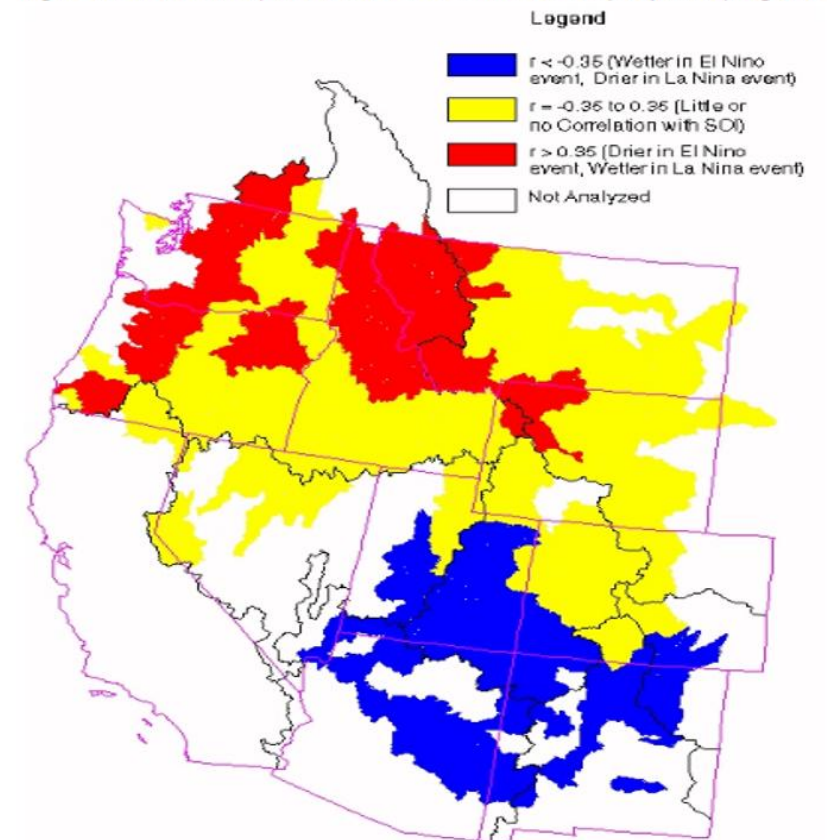 Legend
r < -0.35 (Wetter in El Nino
event, Drier in La Nina event)
r = -0.35 to 0.35 (Little or
no Correlation with SOI)
r > 0.35 (Drier in El Nino
event, Wetter in La Nina event)
Not Analyzed